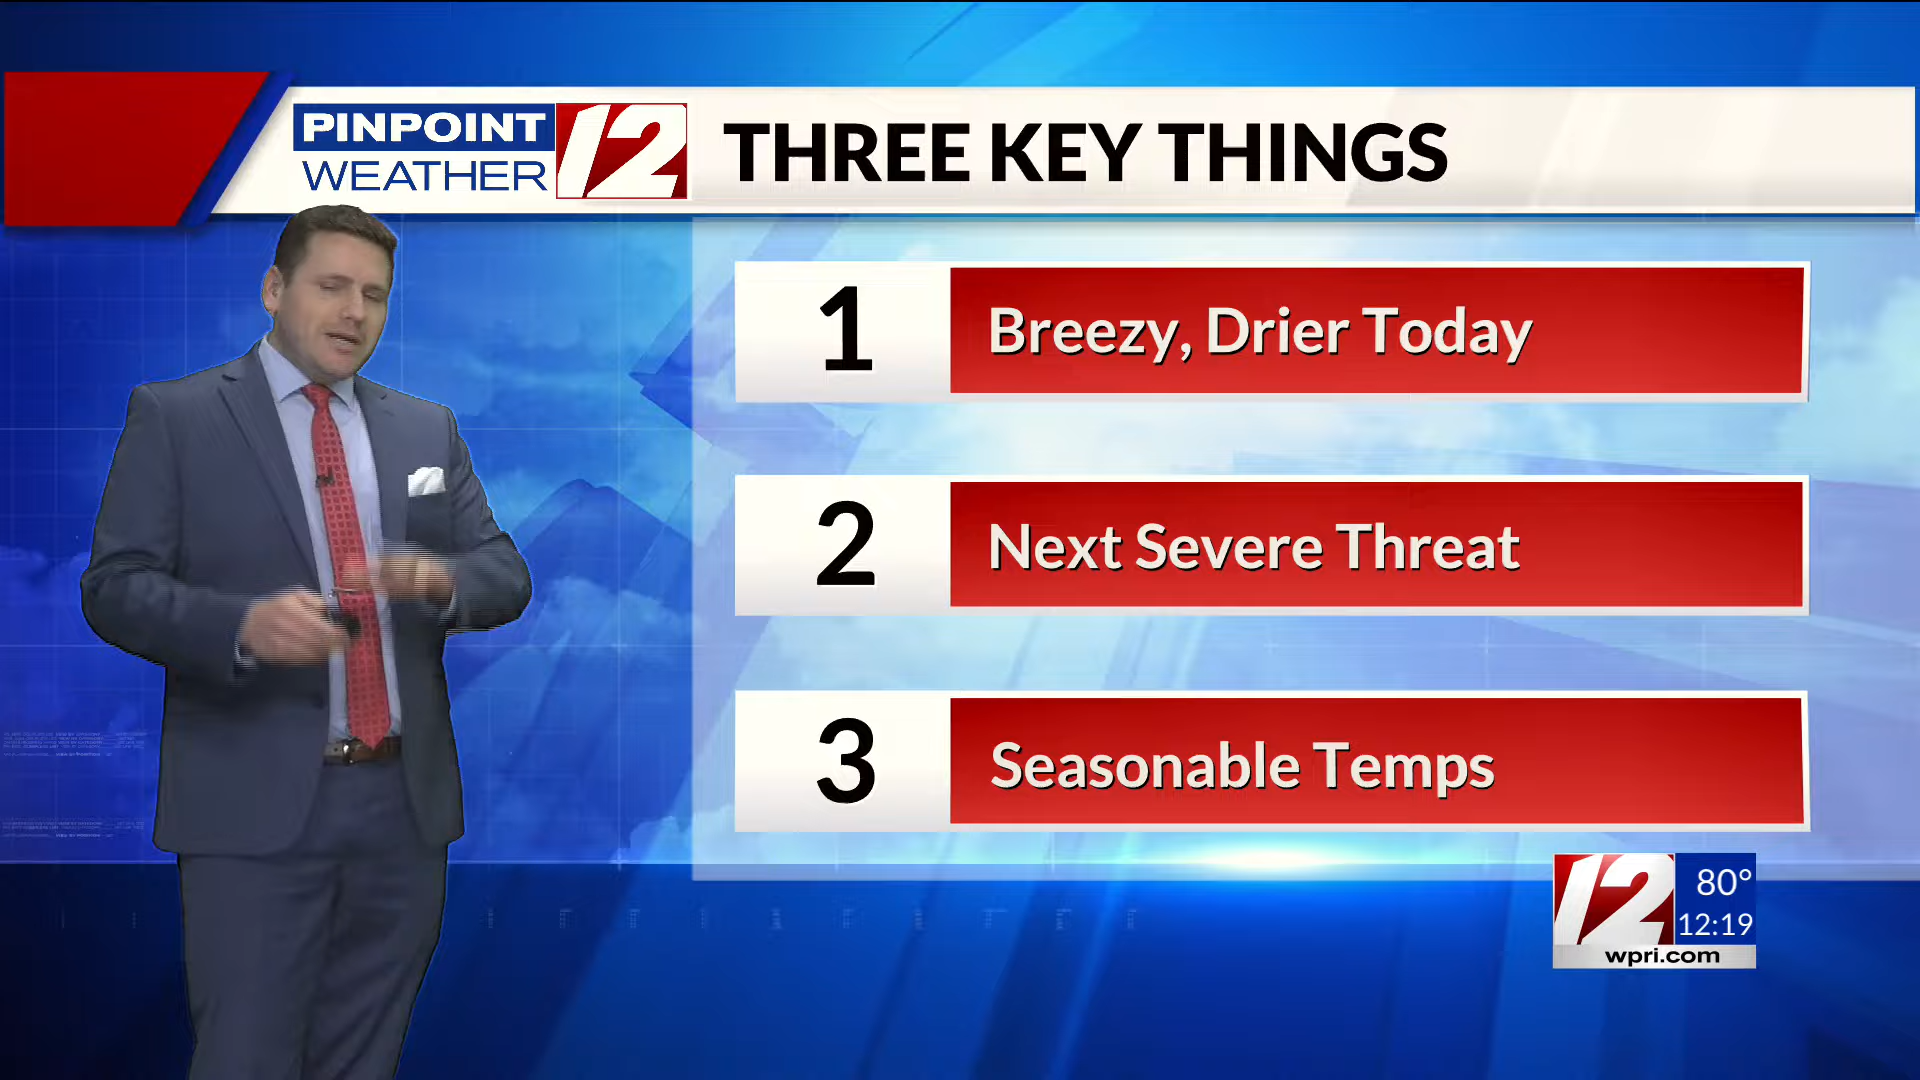 PINPOINT
WEATHER
12
THREE KEY THINGS
1
Breezy, Drier Today
2
Next Severe Threat
3
Seasonable Temps
12
80°
12:19
wpri.com